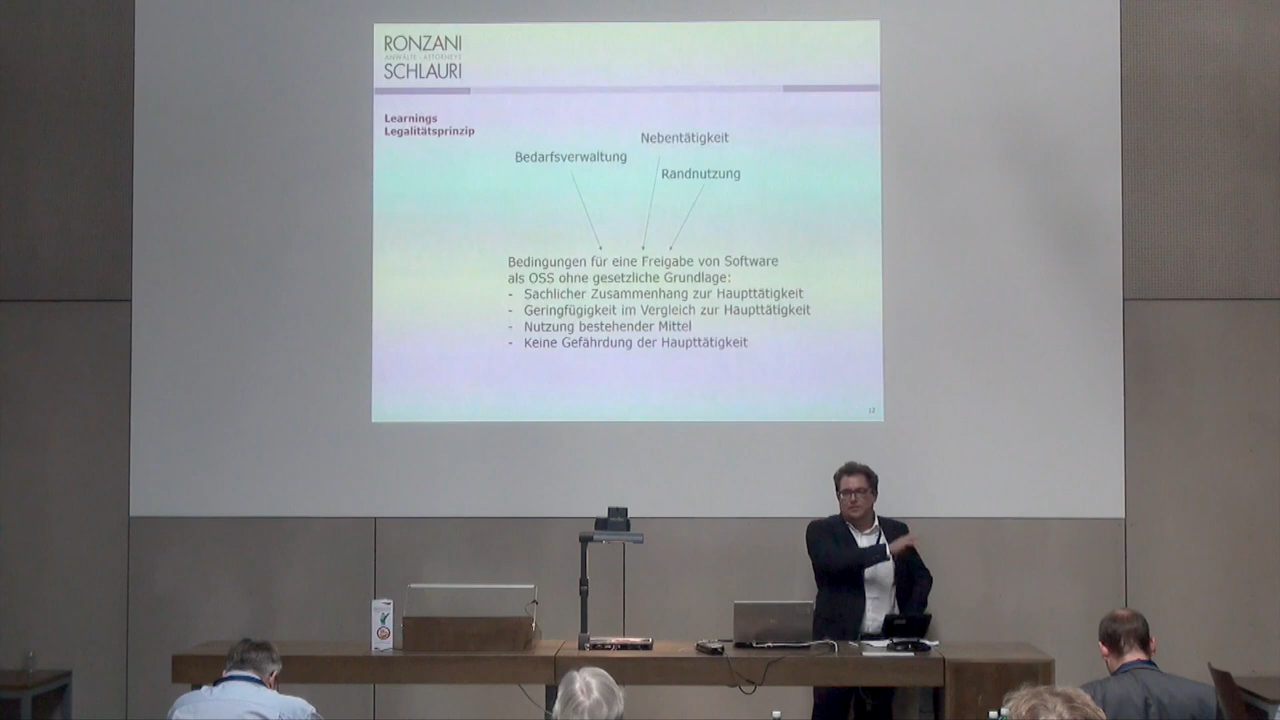 RONZANI
ANWÄLTE · ATTORNEYS
SCHLAURI
Learnings
Legalitätsprinzip
Nebentätigkeit
Bedarfsverwaltung
Randnutzung
Bedingungen für eine Freigabe von Software
als OSS ohne gesetzliche Grundlage:
- Sachlicher Zusammenhang zur Haupttätigkeit
- Geringfügigkeit im Vergleich zur Haupttätigkeit
- Nutzung bestehender Mittel
- Keine Gefährdung der Haupttätigkeit
12